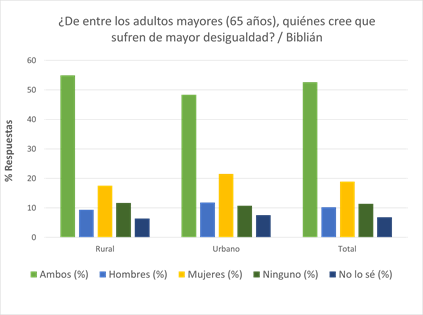 ¿De entre los adultos mayores (65 años), quiénes cree que
sufren de mayor desigualdad? / Biblián
% Respuestas
60
50
40
30
20
10
0
Rural
Urbano
Total
Ambos (%)
Hombres (%)
Mujeres (%)
Ninguno (%)
No lo sé (%)